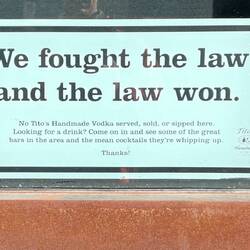 We fought the law
and the law won.
No Tito's Handmade Vodka served, sold, or sipped here.
Looking for a drink? Come on in and see some of the great
bars in the area and the mean cocktails they're whipping up.
Thanks!